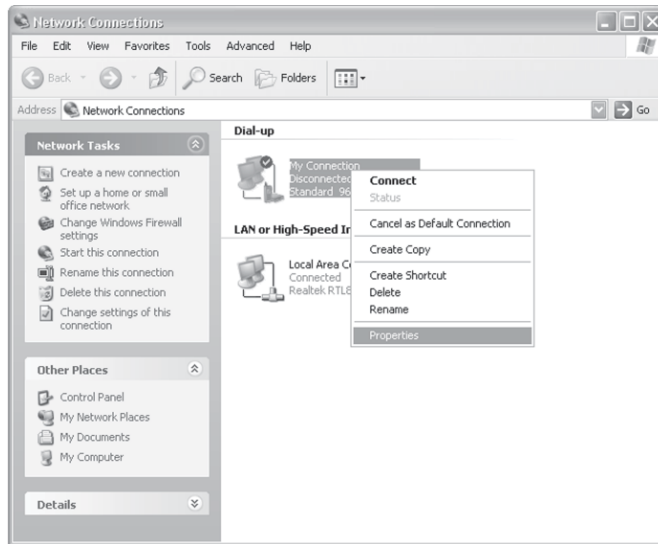 Network Connections
File Edit View Favorites Tools Advanced Help
Back Search Folders
Address Network Connections Go
Network Tasks
Create a new connection
Set up a home or small
office network
Change Windows Firewall
settings
Start this connection
Rename this connection
Delete this connection
Change settings of this
connection
Other Places
Control Panel
My Network Places
My Documents
My Computer
Details
Dial-up
My Connection
Disconnected
Standard 96
LAN or High-Speed In
Local Area Co
Connected
Realtek RTL8
Connect
Status
Cancel as Default Connection
Create Copy
Create Shortcut
Delete
Rename
Properties